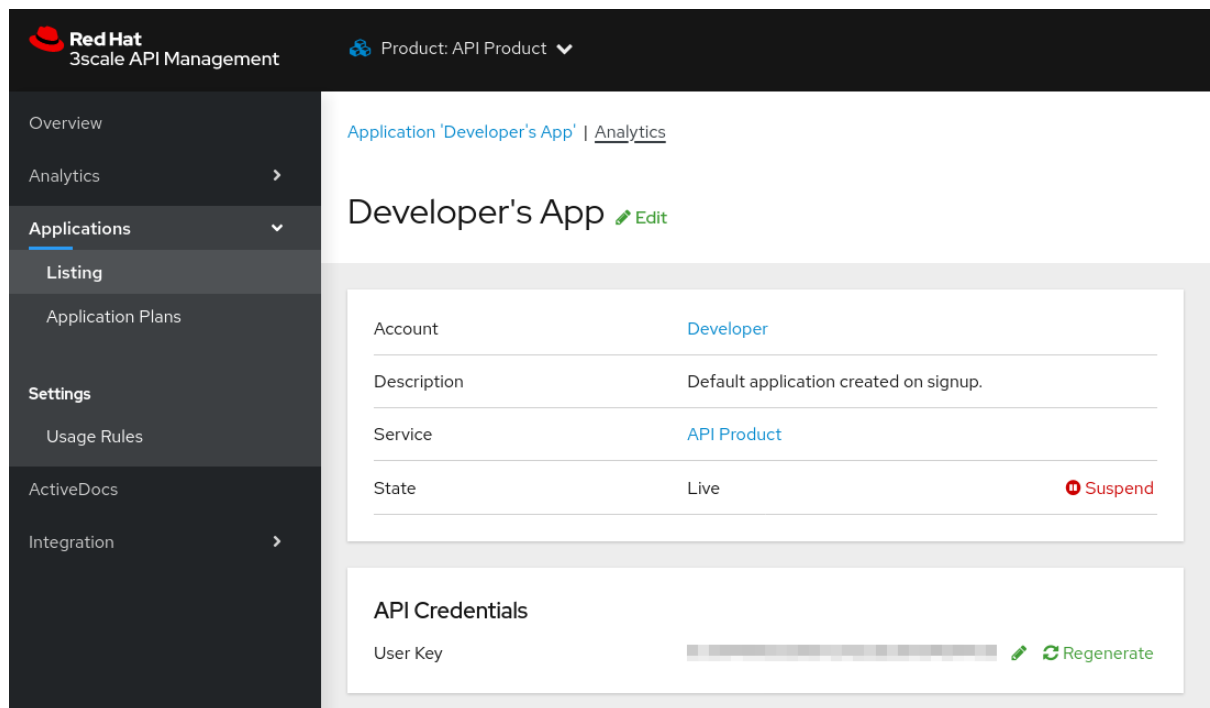 Red Hat
3scale API Management
Product: API Product
Overview
Analytics
Applications
Listing
Application Plans
Settings
Usage Rules
ActiveDocs
Integration
Application 'Developer's App' | Analytics
Developer's App Edit
Account Developer
Description Default application created on signup.
Service API Product
State Live Suspend
API Credentials
User Key Regenerate